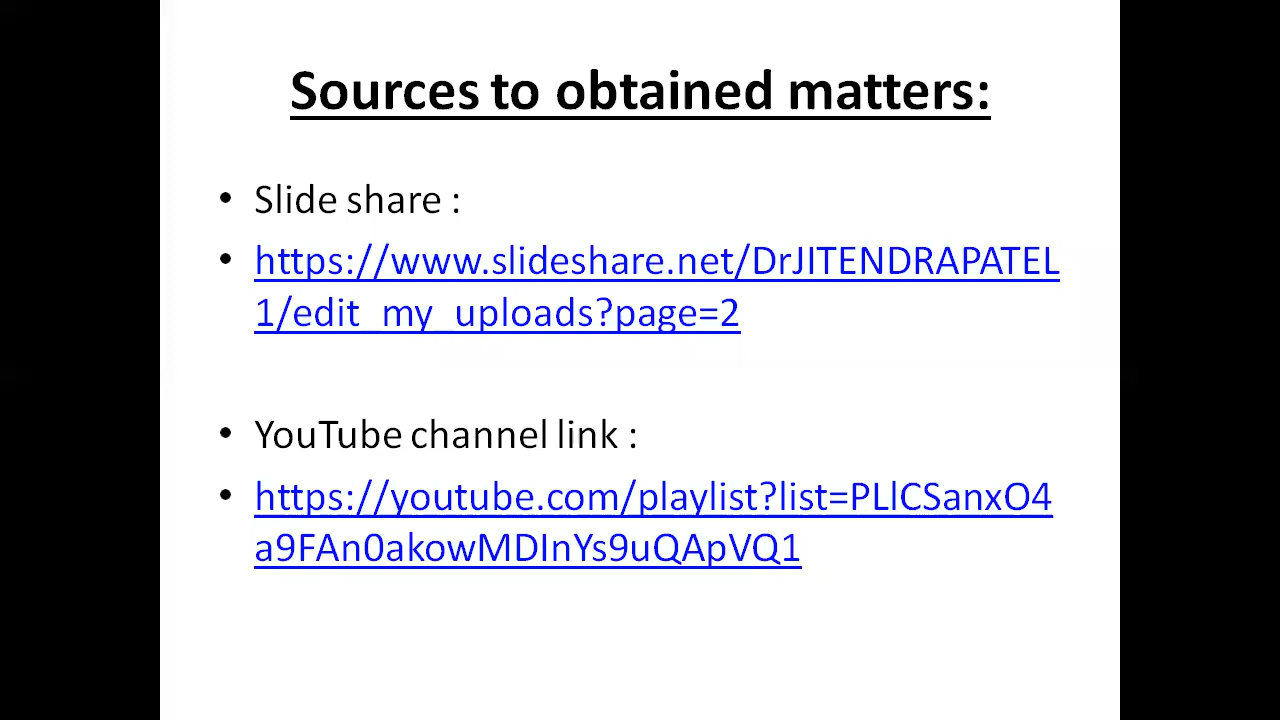 Sources to obtained matters:
• Slide share :
• https://www.slideshare.net/DrJITENDRAPATEL
1/edit_my_uploads?page=2
• YouTube channel link :
• https://youtube.com/playlist?list=PLlCSanxO4
a9FAn0akowMDInYs9uQApVQ1